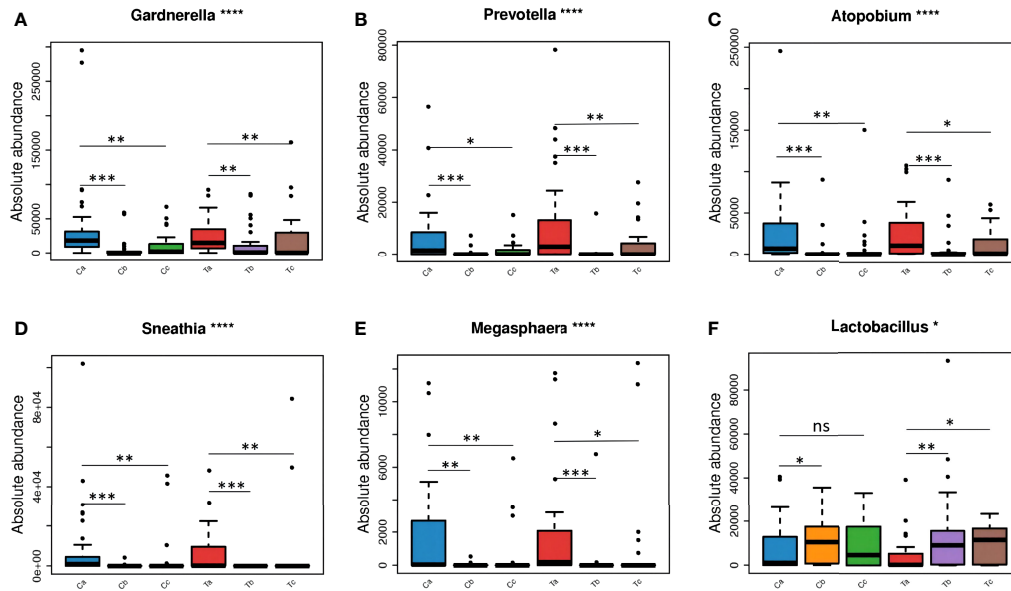 A Gardnerella ****
Absolute abundance
0 50000 150000 250000
*** ** ** **
Ca Cb Cc Ta Tb Tc
B Prevotella ****
Absolute abundance
0 20000 40000 60000 80000
*** * *** **
Ca Cb Cc Ta Tb Tc
C Atopobium ****
Absolute abundance
0 50000 150000 250000
*** ** *** *
Ca Cb Cc Ta Tb Tc
D Sneathia ****
Absolute abundance
0e+00 4e+04 8e+04
*** ** *** **
Ca Cb Cc Ta Tb Tc
E Megasphaera ****
Absolute abundance
0 2000 6000 10000
** ** *** *
Ca Cb Cc Ta Tb Tc
F Lactobacillus *
Absolute abundance
0 20000 40000 60000 80000
* ns ** *
Ca Cb Cc Ta Tb Tc